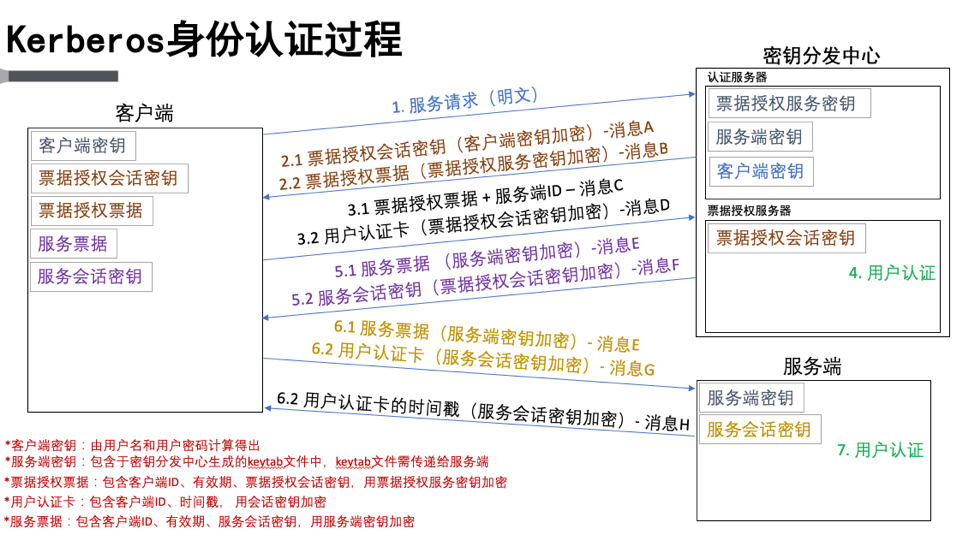 Kerberos身份认证过程
密钥分发中心
认证服务器
票据授权服务密钥
服务端密钥
客户端密钥
客户端
客户端密钥
票据授权会话密钥
票据授权票据
服务票据
服务会话密钥
1. 服务请求（明文）
2.1 票据授权会话密钥（客户端密钥加密）-消息A
2.2 票据授权票据（票据授权服务密钥加密）-消息B
3.1 票据授权票据 + 服务端ID – 消息C
3.2 用户认证卡（票据授权会话密钥加密）-消息D
票据授权服务器
票据授权会话密钥
4. 用户认证
5.1 服务票据 （服务端密钥加密）-消息E
5.2 服务会话密钥（票据授权会话密钥加密）-消息F
6.1 服务票据（服务端密钥加密）- 消息E
6.2 用户认证卡（服务会话密钥加密）- 消息G
6.2 用户认证卡的时间戳（服务会话密钥加密）- 消息H
服务端
服务端密钥
服务会话密钥
7. 用户认证
*客户端密钥：由用户名和用户密码计算得出
*服务端密钥：包含于密钥分发中心生成的keytab文件中，keytab文件需传递给服务端
*票据授权票据：包含客户端ID、有效期、票据授权会话密钥，用票据授权服务密钥加密
*用户认证卡：包含客户端ID、时间戳， 用会话密钥加密
*服务票据：包含客户端ID、有效期、服务会话密钥，用服务端密钥加密